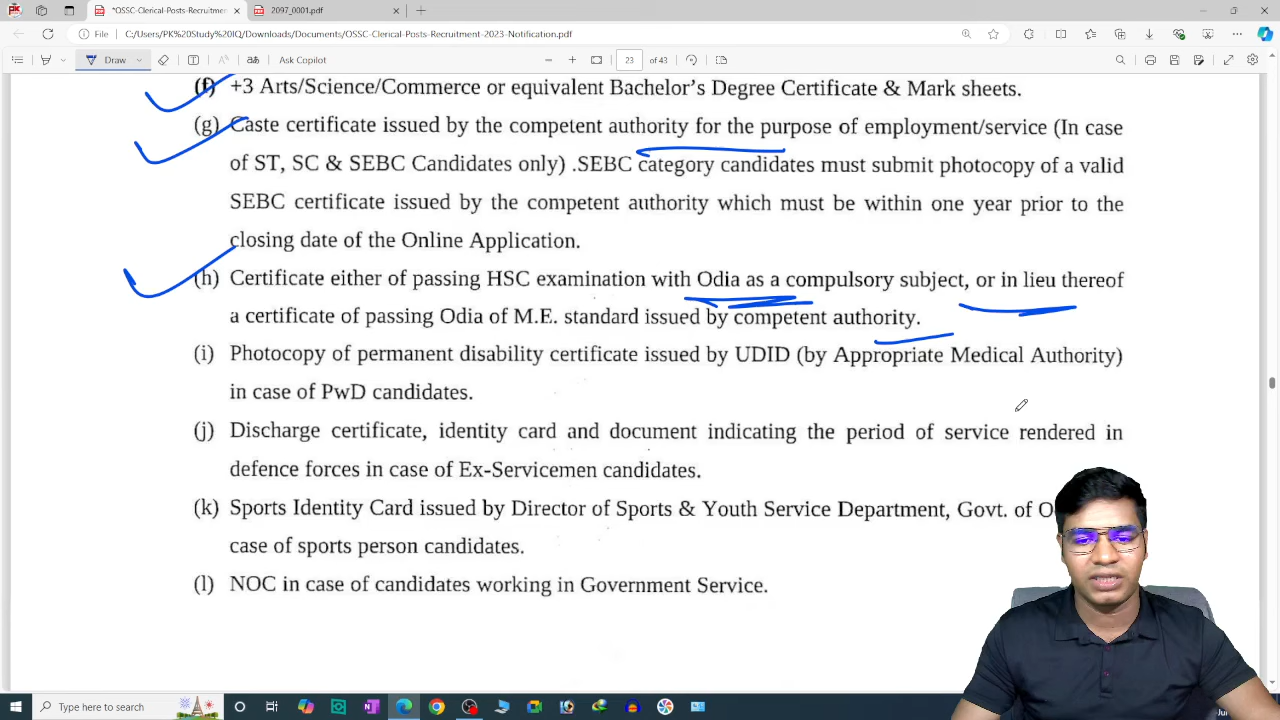 *OSSC-Clerical-Posts-Recruitmen
2097_0001.pdf
File
C:/Users/PK%20Study%20IQ/Downloads/Documents/OSSC-Clerical-Posts-Recruitment-2023-Notification.pdf
Draw
Ask Copilot
23 of 43
(f) +3 Arts/Science/Commerce or equivalent Bachelor's Degree Certificate & Mark sheets.
(g) Caste certificate issued by the competent authority for the purpose of employment/service (In case
of ST, SC & SEBC Candidates only) .SEBC category candidates must submit photocopy of a valid
SEBC certificate issued by the competent authority which must be within one year prior to the
closing date of the Online Application.
(h) Certificate either of passing HSC examination with Odia as a compulsory subject, or in lieu thereof
a certificate of passing Odia of M.E. standard issued by competent authority.
(i) Photocopy of permanent disability certificate issued by UDID (by Appropriate Medical Authority)
in case of PwD candidates.
(j) Discharge certificate, identity card and document indicating the period of service rendered in
defence forces in case of Ex-Servicemen candidates.
(k) Sports Identity Card issued by Director of Sports & Youth Service Department, Govt. of
case of sports person candidates.
(l) NOC in case of candidates working in Government Service.
Type here to search